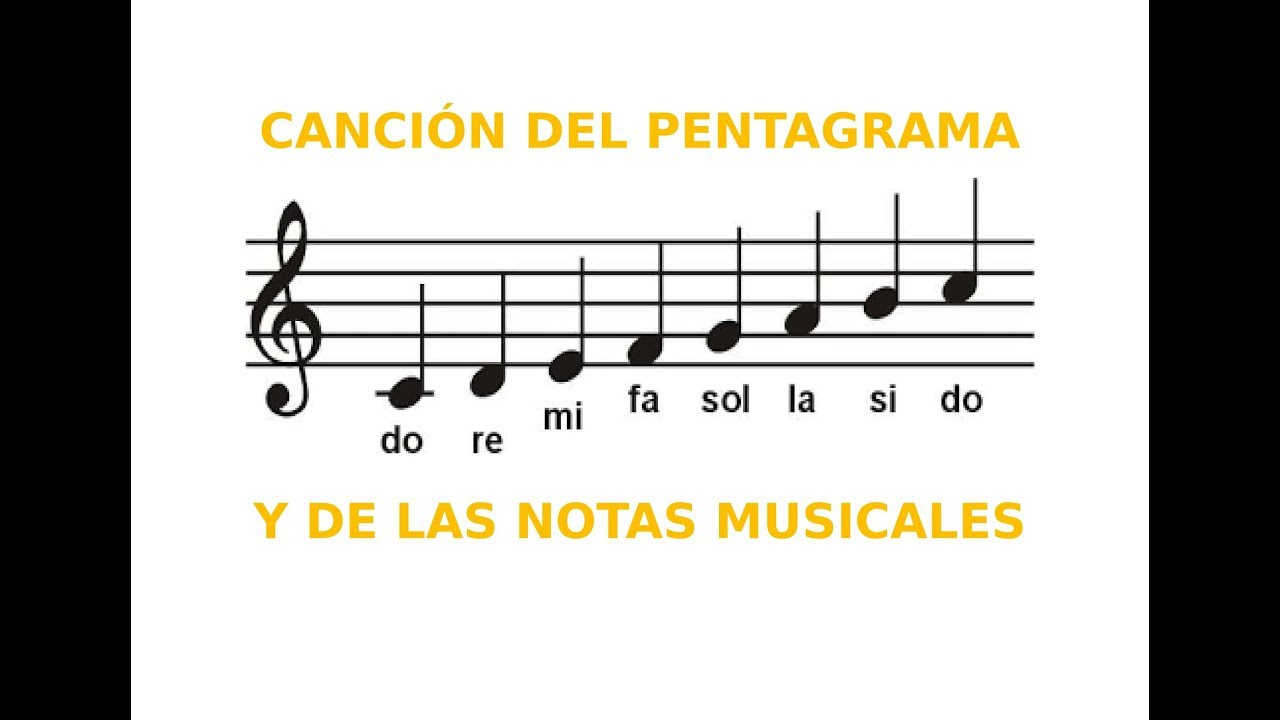 CANCIÓN DEL PENTAGRAMA
do re mi fa sol la si do
Y DE LAS NOTAS MUSICALES